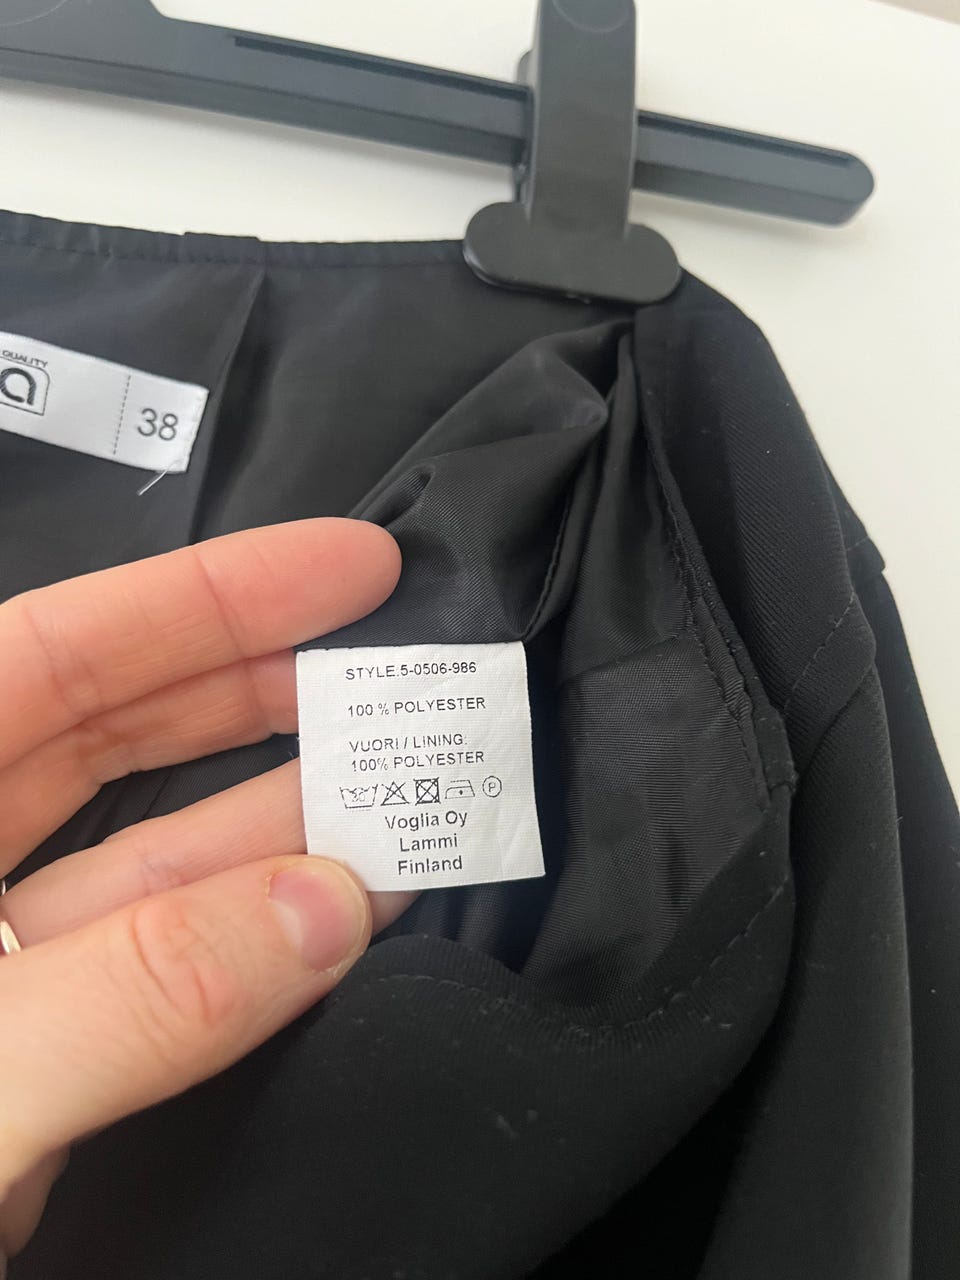 QUALITY
a
38
STYLE.5-0506-986
100 % POLYESTER
VUORI / LINING:
100% POLYESTER
30 P
Voglia Oy
Lammi
Finland